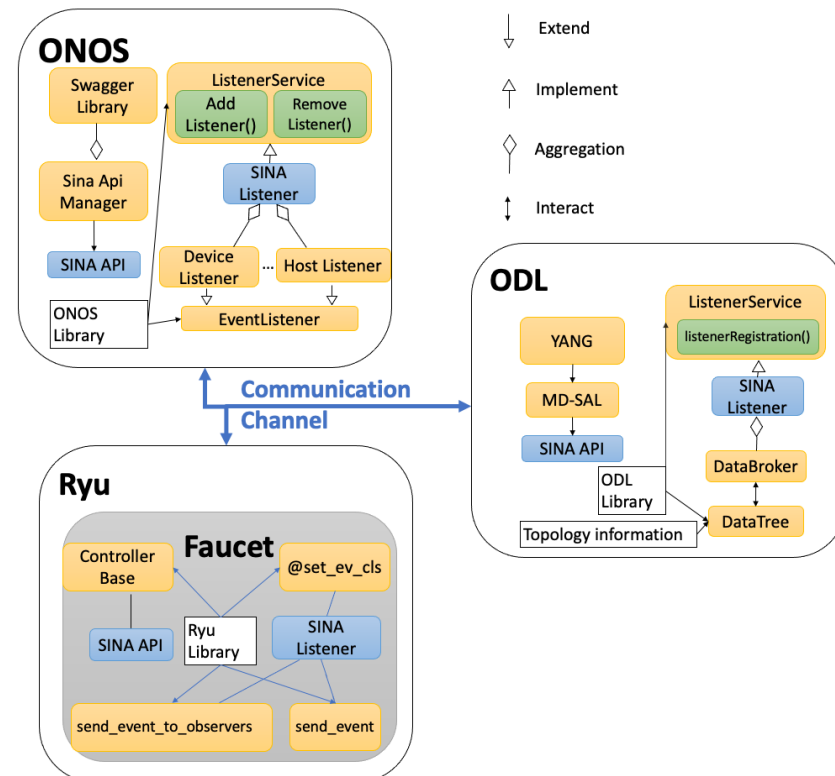 ONOS
Swagger
Library
Sina Api
Manager
SINA API
ListenerService
Add
Listener()
Remove
Listener()
SINA
Listener
Device
Listener
...
Host Listener
ONOS
Library
EventListener
Extend
Implement
Aggregation
Interact
Communication
Channel
ODL
YANG
MD-SAL
SINA API
ListenerService
listenerRegistration()
SINA
Listener
DataBroker
ODL
Library
Topology information
DataTree
Ryu
Faucet
Controller
Base
@set_ev_cls
SINA API
Ryu
Library
SINA
Listener
send_event_to_observers
send_event